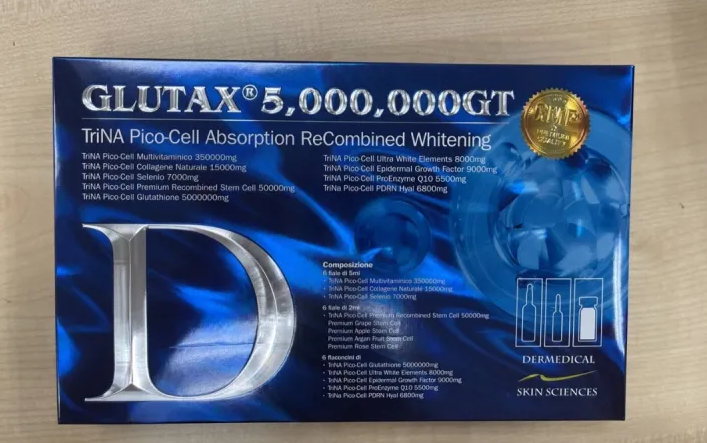 GLUTAX® 5,000,000GT
TriNA Pico-Cell Absorption ReCombined Whitening
TriNA Pico-Cell Multivitaminico 350000mg
TriNA Pico-Cell Collagene Naturale 15000mg
TriNA Pico-Cell Selenio 7000mg
TriNA Pico-Cell Premium Recombined Stem Cell 50000mg
TriNA Pico-Cell Glutathione 5000000mg
TriNA Pico-Cell Ultra White Elements 8000mg
TriNA Pico-Cell Epidermal Growth Factor 9000mg
TriNA Pico-Cell ProEnzyme Q10 5500mg
TriNa Pico-Cell PDRN Hyal 6800mg
PREMIUM
QUALITY
D
Composizione
6 fiale di 5ml
- TriNA Pico-Cell Multivitaminico 350000mg
- TriNA Pico-Cell Collagene Naturale 15000mg
- TriNA Pico-Cell Selenio 7000mg
6 fiale di 2ml
- TriNA Pico-Cell Premium Recombined Stem Cell 50000mg
Premium Grape Stem Cell
Premium Apple Stem Cell
Premium Argan Fruit Stem Cell
Premium Rose Stem Cell
6 flaconcini di
- TriNA Pico-Cell Glutathione 5000000mg
- TriNA Pico-Cell Ultra White Elements 8000mg
- TriNA Pico-Cell Epidermal Growth Factor 9000mg
- TriNA Pico-Cell ProEnzyme Q10 5500mg
- TriNa Pico-Cell PDRN Hyal 6800mg
DERMEDICAL
SKIN SCIENCES